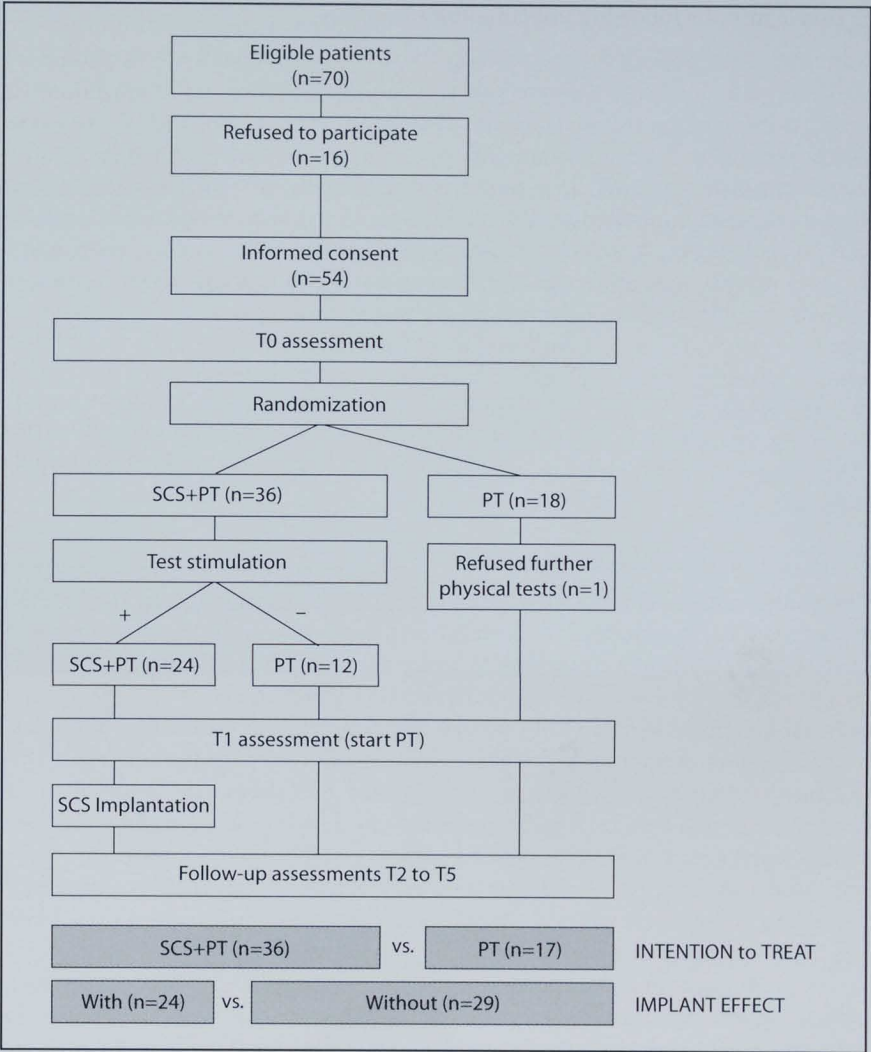 Eligible patients
(n=70)
Refused to participate
(n=16)
Informed consent
(n=54)
T0 assessment
Randomization
SCS+PT (n=36)
PT (n=18)
Test stimulation
Refused further
physical tests (n=1)
+
−
SCS+PT (n=24)
PT (n=12)
T1 assessment (start PT)
SCS Implantation
Follow-up assessments T2 to T5
SCS+PT (n=36) vs. PT (n=17) INTENTION to TREAT
With (n=24) vs. Without (n=29) IMPLANT EFFECT